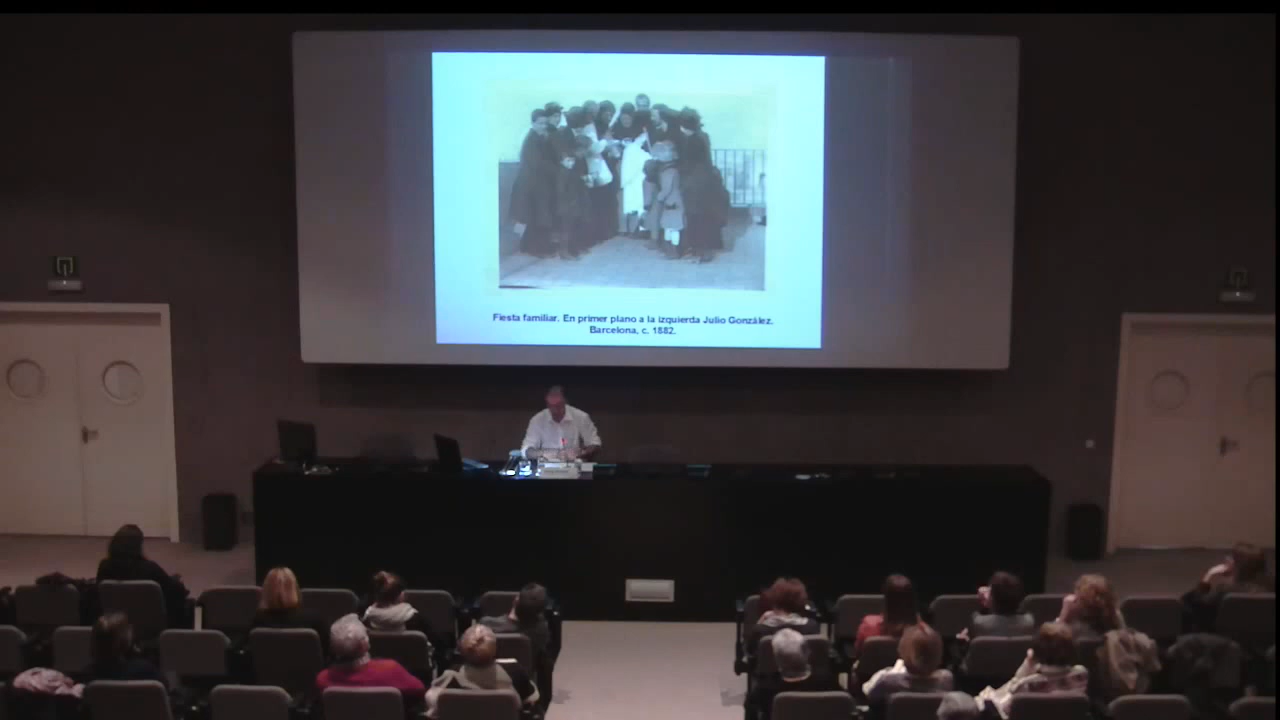 Fiesta familiar. En primer plano a la izquierda Julio González.
Barcelona, c. 1882.